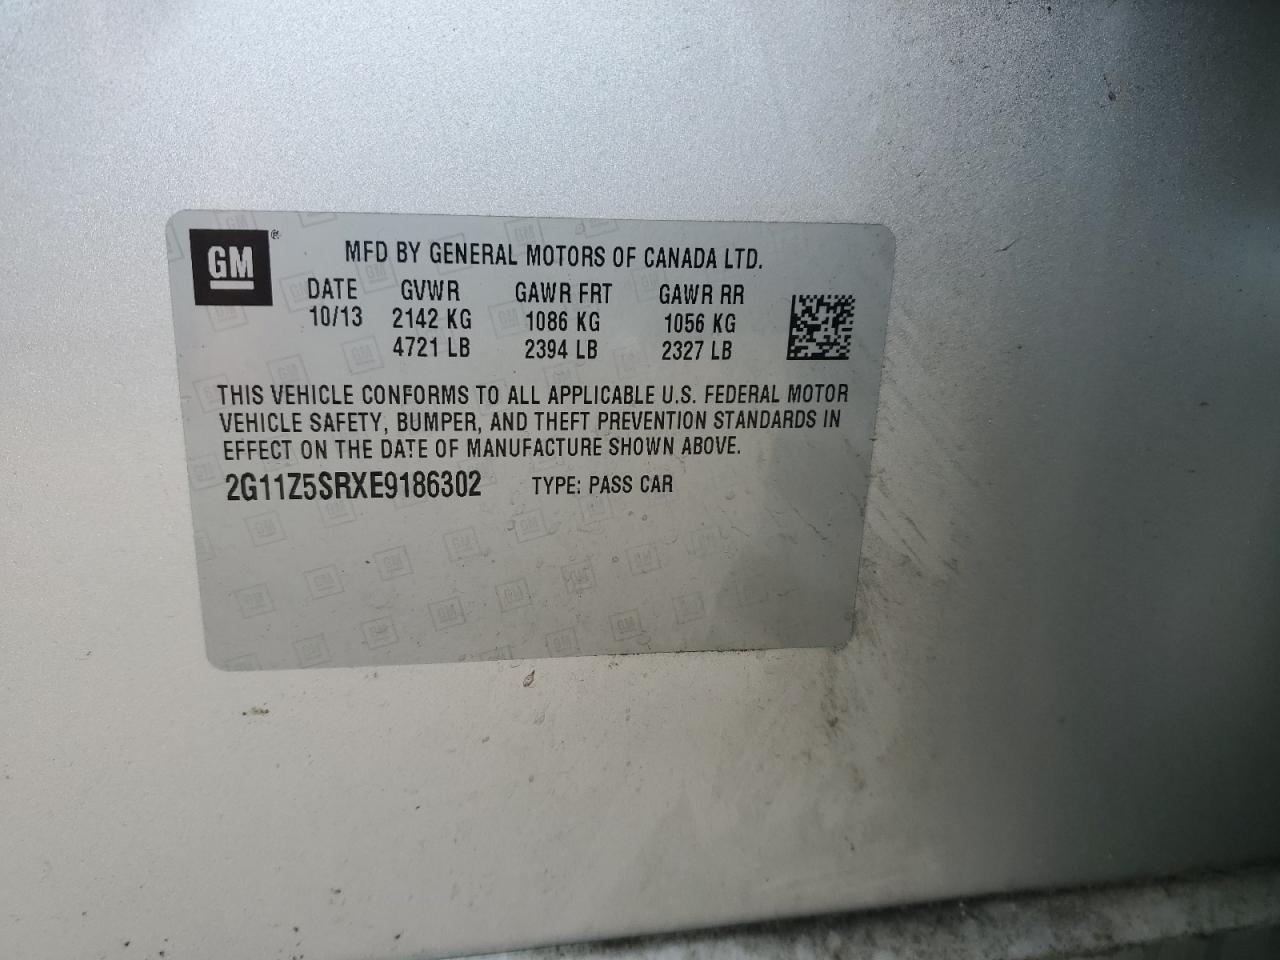 GM®
MFD BY GENERAL MOTORS OF CANADA LTD.
DATE GVWR GAWR FRT GAWR RR
10/13 2142 KG 1086 KG 1056 KG
4721 LB 2394 LB 2327 LB
THIS VEHICLE CONFORMS TO ALL APPLICABLE U.S. FEDERAL MOTOR
VEHICLE SAFETY, BUMPER, AND THEFT PREVENTION STANDARDS IN
EFFECT ON THE DATE OF MANUFACTURE SHOWN ABOVE.
2G11Z5SRXE9186302 TYPE: PASS CAR